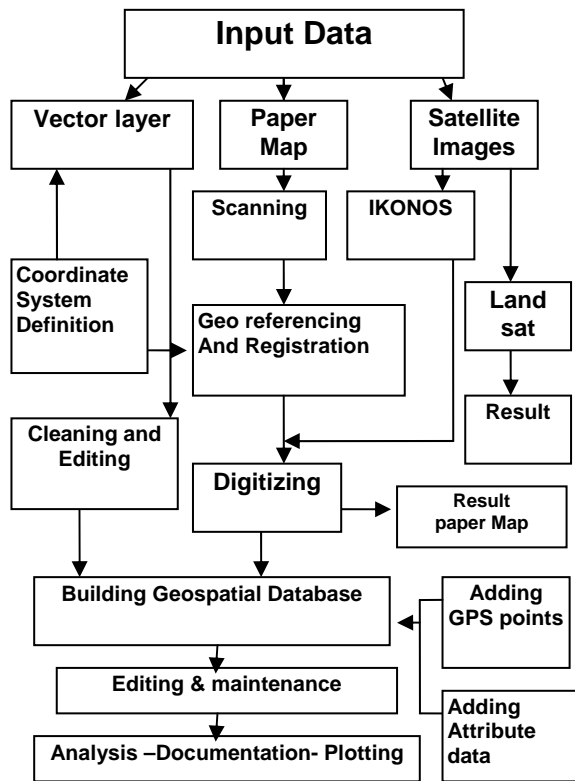 Input Data
Vector layer
Paper
Map
Satellite
Images
Scanning
IKONOS
Coordinate
System
Definition
Geo referencing
And Registration
Land
sat
Result
Cleaning and
Editing
Digitizing
Result
paper Map
Building Geospatial Database
Adding
GPS points
Editing & maintenance
Adding
Attribute
data
Analysis –Documentation- Plotting